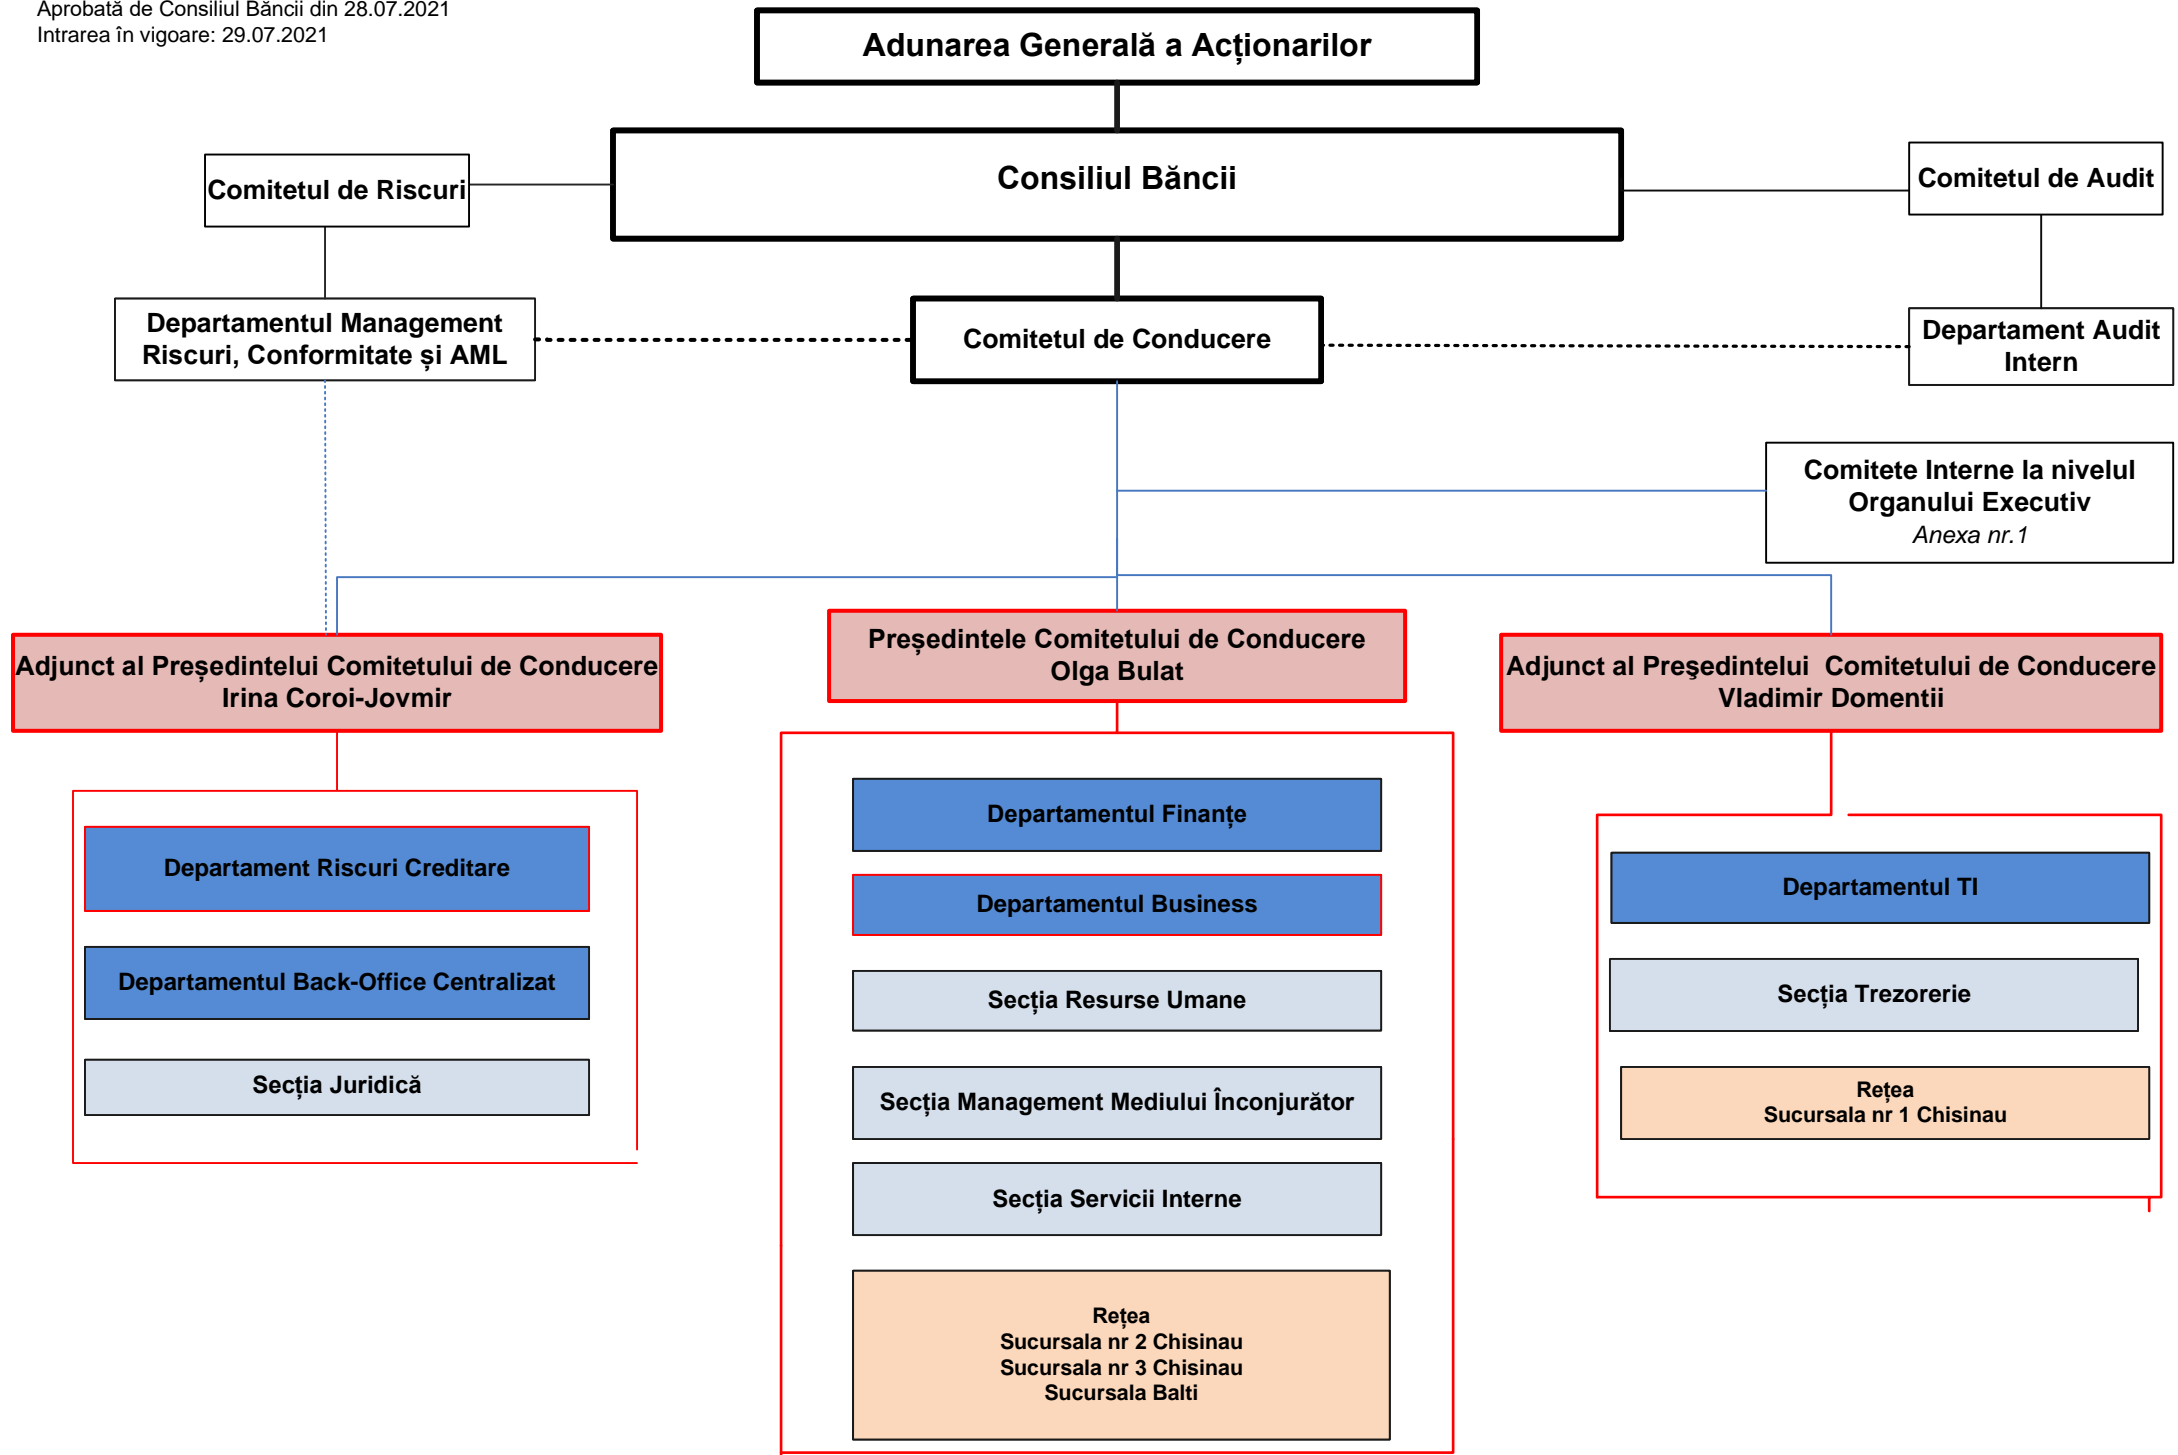 Aprobată de Consiliul Băncii din 28.07.2021
Intrarea în vigoare: 29.07.2021
Adunarea Generală a Acționarilor
Consiliul Băncii
Comitetul de Riscuri
Comitetul de Audit
Departamentul Management
Riscuri, Conformitate și AML
Comitetul de Conducere
Departament Audit
Intern
Comitete Interne la nivelul
Organului Executiv
Anexa nr.1
Adjunct al Președintelui Comitetului de Conducere
Irina Coroi-Jovmir
Președintele Comitetului de Conducere
Olga Bulat
Adjunct al Preşedintelui  Comitetului de Conducere
Vladimir Domentii
Departament Riscuri Creditare
Departamentul Back-Office Centralizat
Secția Juridică
Departamentul Finanțe
Departamentul Business
Secția Resurse Umane
Secția Management Mediului Înconjurător
Secția Servicii Interne
Rețea
Sucursala nr 2 Chisinau
Sucursala nr 3 Chisinau
Sucursala Balti
Departamentul TI
Secția Trezorerie
Rețea
Sucursala nr 1 Chisinau